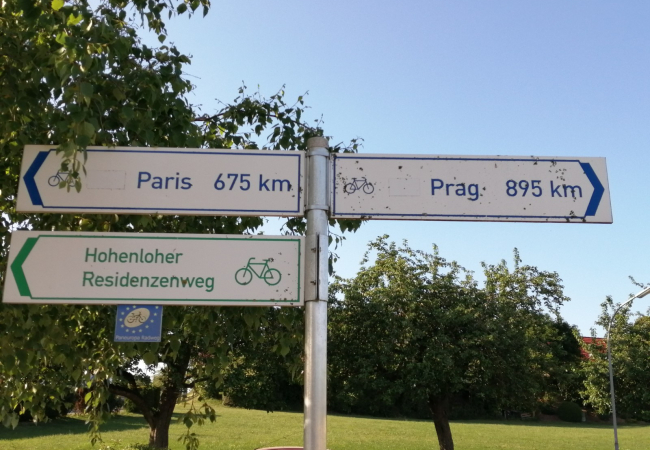 Paris 675 km
Prag 895 km
Hohenloher
Residenzenweg